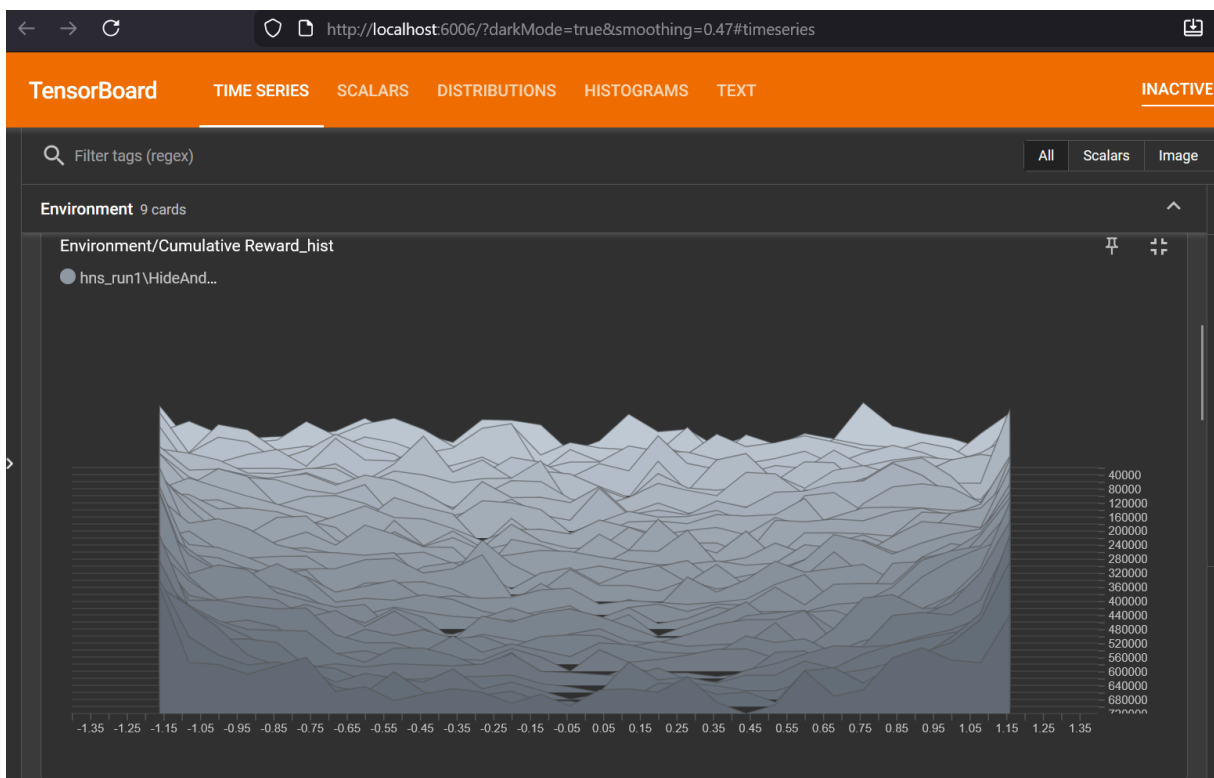 http://localhost:6006/?darkMode=true&smoothing=0.47#timeseries
TensorBoard TIME SERIES SCALARS DISTRIBUTIONS HISTOGRAMS TEXT INACTIVE
Filter tags (regex) All Scalars Image
Environment 9 cards
Environment/Cumulative Reward_hist
hns_run1\HideAnd...
40000
80000
120000
160000
200000
240000
280000
320000
360000
400000
440000
480000
520000
560000
600000
640000
680000
720000
-1.35 -1.25 -1.15 -1.05 -0.95 -0.85 -0.75 -0.65 -0.55 -0.45 -0.35 -0.25 -0.15 -0.05 0.05 0.15 0.25 0.35 0.45 0.55 0.65 0.75 0.85 0.95 1.05 1.15 1.25 1.35